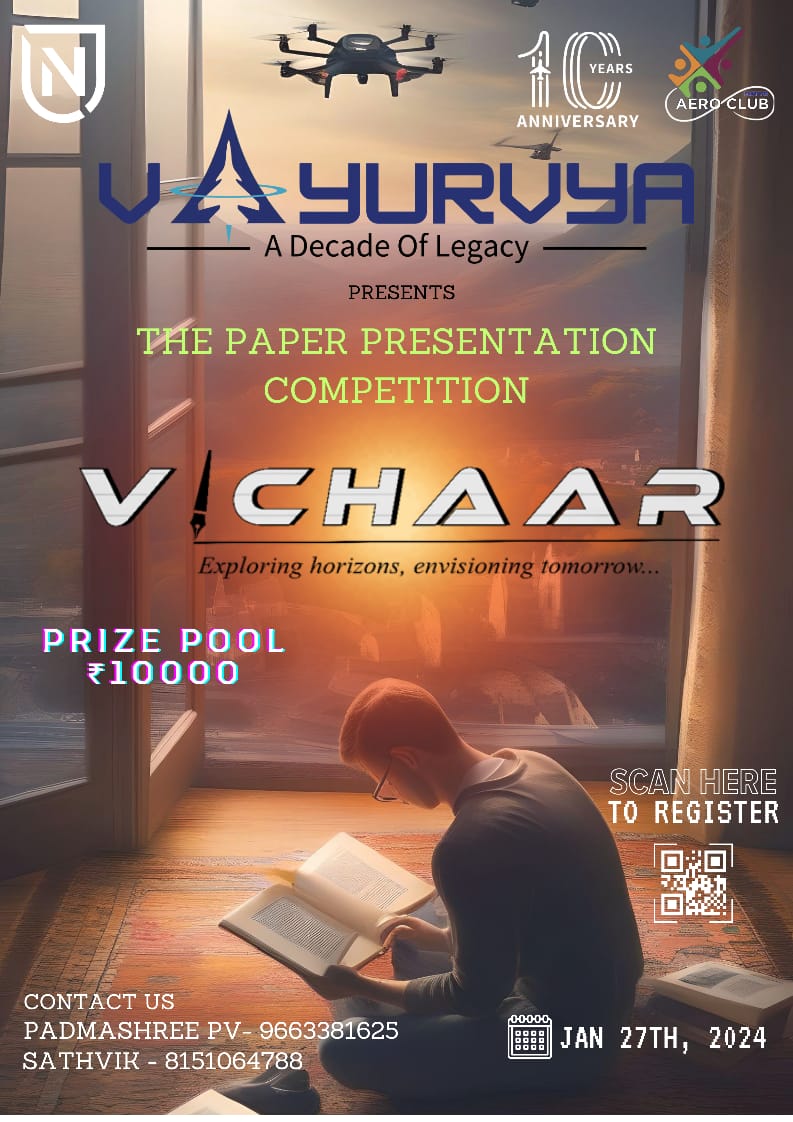 N
10
YEARS
ANNIVERSARY
AERO CLUB
VAYURVYA
A Decade Of Legacy
PRESENTS
THE PAPER PRESENTATION
COMPETITION
VICHAAR
Exploring horizons, envisioning tomorrow...
PRIZE POOL
₹10000
SCAN HERE
TO REGISTER
CONTACT US
PADMASHREE PV- 9663381625
SATHVIK - 8151064788
JAN 27TH, 2024